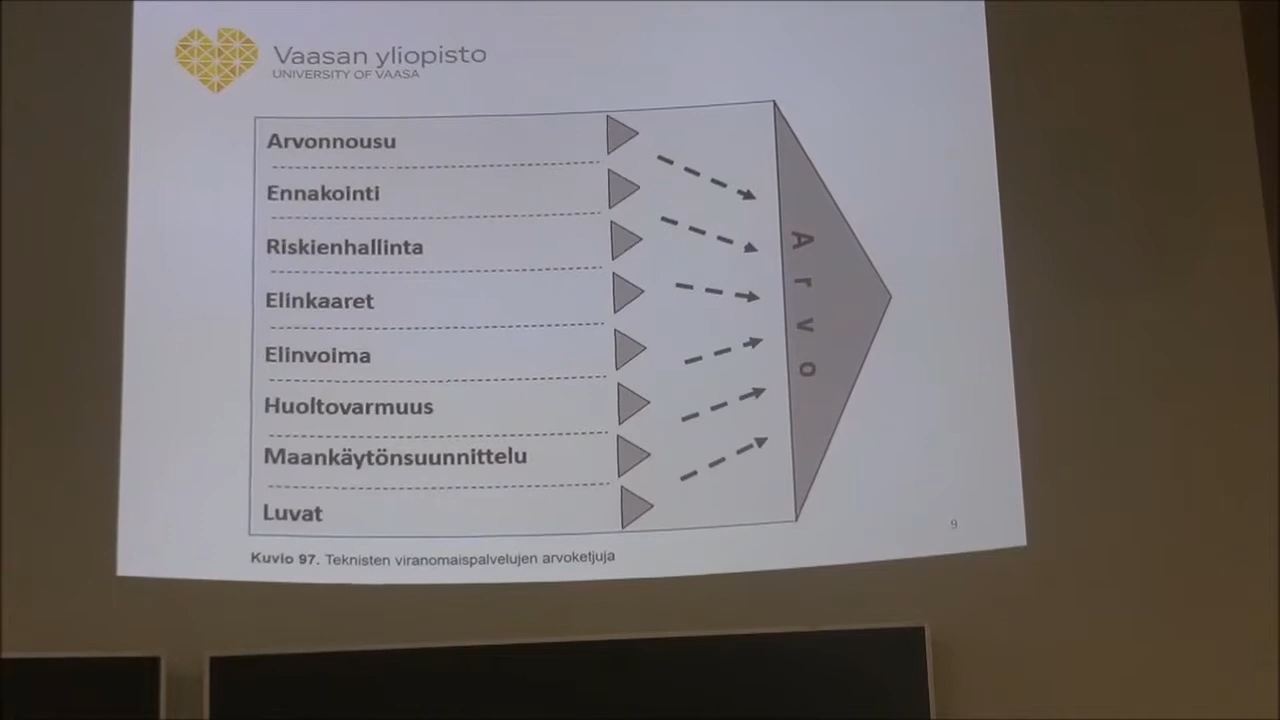 Vaasan yliopisto
UNIVERSITY OF VAASA
Arvonnousu
Ennakointi
Riskienhallinta
Elinkaaret
Elinvoima
Huoltovarmuus
Maankäytönsuunnittelu
Luvat
Arvo
Kuvio 97. Teknisten viranomaispalvelujen arvoketjuja
9